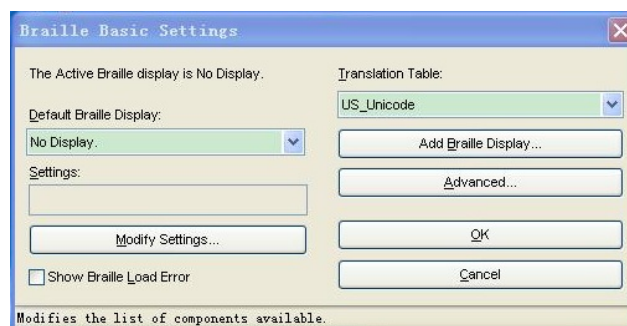 Braille Basic Settings
The Active Braille display is No Display.
Default Braille Display:
No Display.
Settings:
Modify Settings...
Show Braille Load Error
Translation Table:
US_Unicode
Add Braille Display...
Advanced...
OK
Cancel
Modifies the list of components available.